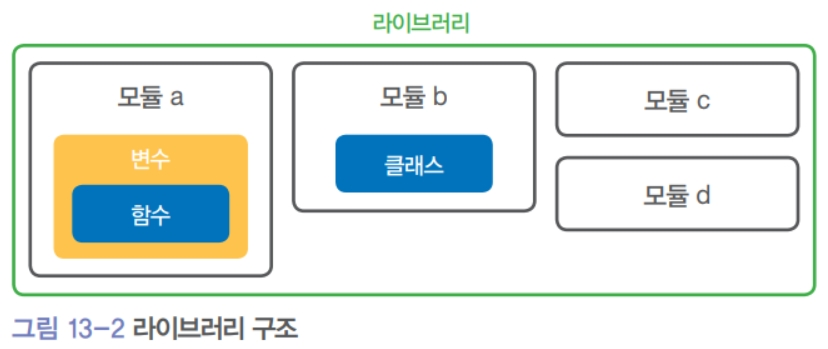 라이브러리
모듈 a
변수
함수
모듈 b
클래스
모듈 c
모듈 d
그림 13-2 라이브러리 구조